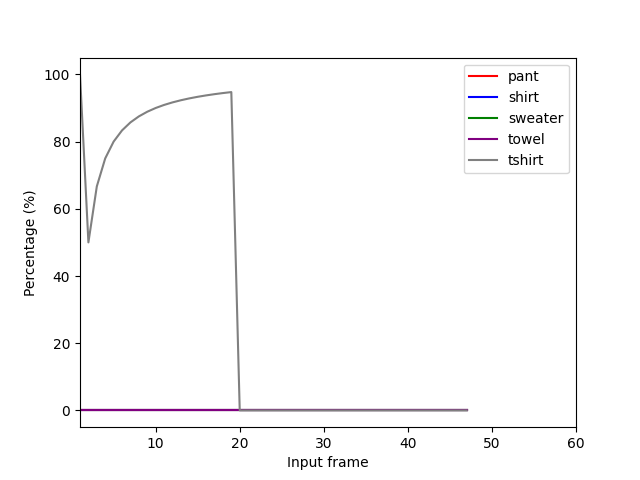 100
80
60
40
20
0
Percentage (%)
pant
shirt
sweater
towel
tshirt
10 20 30 40 50 60
Input frame